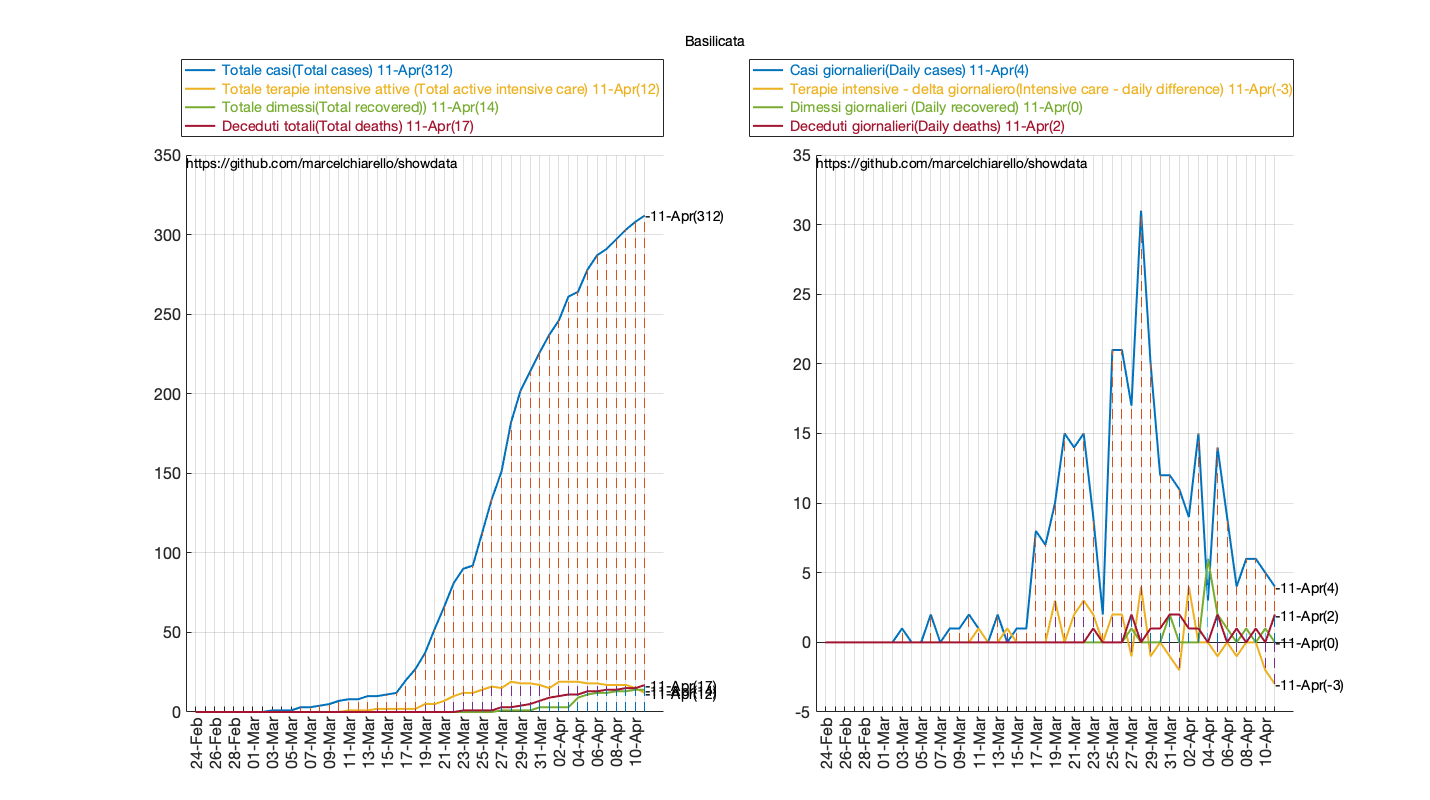 Basilicata
Totale casi(Total cases) 11-Apr(312)
Totale terapie intensive attive (Total active intensive care) 11-Apr(12)
Totale dimessi(Total recovered)) 11-Apr(14)
Deceduti totali(Total deaths) 11-Apr(17)
350
https://github.com/marcelchiarello/showdata
-11-Apr(312)
300
250
200
150
100
50
-11-Apr(17)
-11-Apr(14)
-11-Apr(12)
0
24-Feb
26-Feb
28-Feb
01-Mar
03-Mar
05-Mar
07-Mar
09-Mar
11-Mar
13-Mar
15-Mar
17-Mar
19-Mar
21-Mar
23-Mar
25-Mar
27-Mar
29-Mar
31-Mar
02-Apr
04-Apr
06-Apr
08-Apr
10-Apr
Casi giornalieri(Daily cases) 11-Apr(4)
Terapie intensive - delta giornaliero(Intensive care - daily difference) 11-Apr(-3)
Dimessi giornalieri (Daily recovered) 11-Apr(0)
Deceduti giornalieri(Daily deaths) 11-Apr(2)
35
https://github.com/marcelchiarello/showdata
30
25
20
15
10
5
-11-Apr(4)
-11-Apr(2)
0
-11-Apr(0)
-11-Apr(-3)
-5
24-Feb
26-Feb
28-Feb
01-Mar
03-Mar
05-Mar
07-Mar
09-Mar
11-Mar
13-Mar
15-Mar
17-Mar
19-Mar
21-Mar
23-Mar
25-Mar
27-Mar
29-Mar
31-Mar
02-Apr
04-Apr
06-Apr
08-Apr
10-Apr